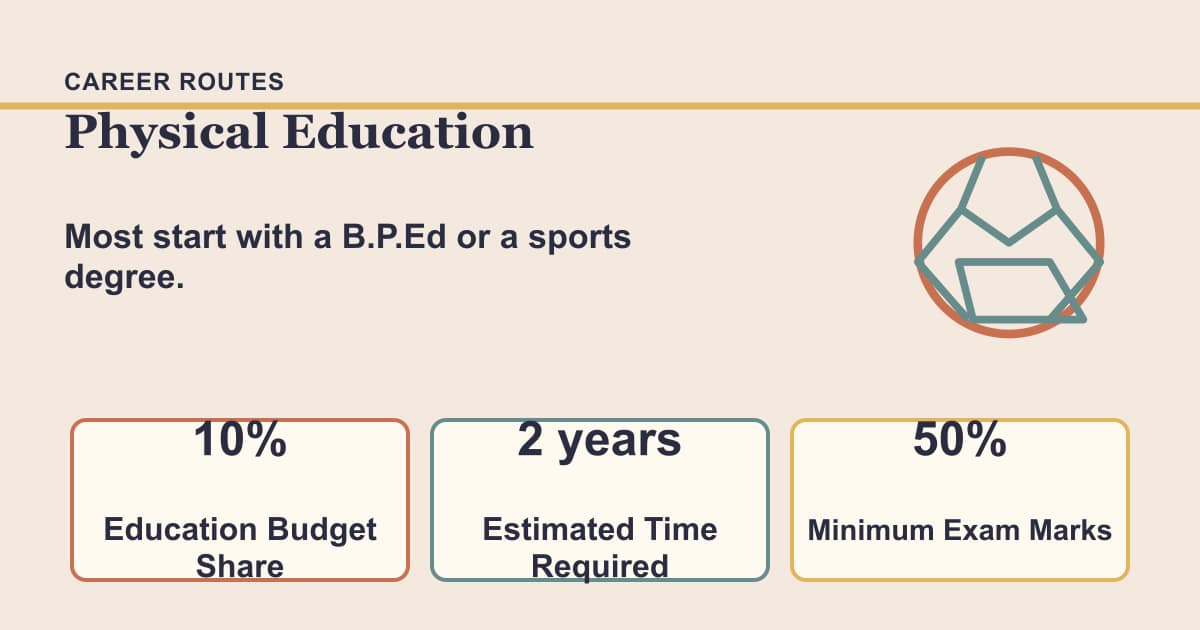 CAREER ROUTES
Physical Education
Most start with a B.P.Ed or a sports
degree.
10%
Education Budget
Share
2 years
Estimated Time
Required
50%
Minimum Exam Marks